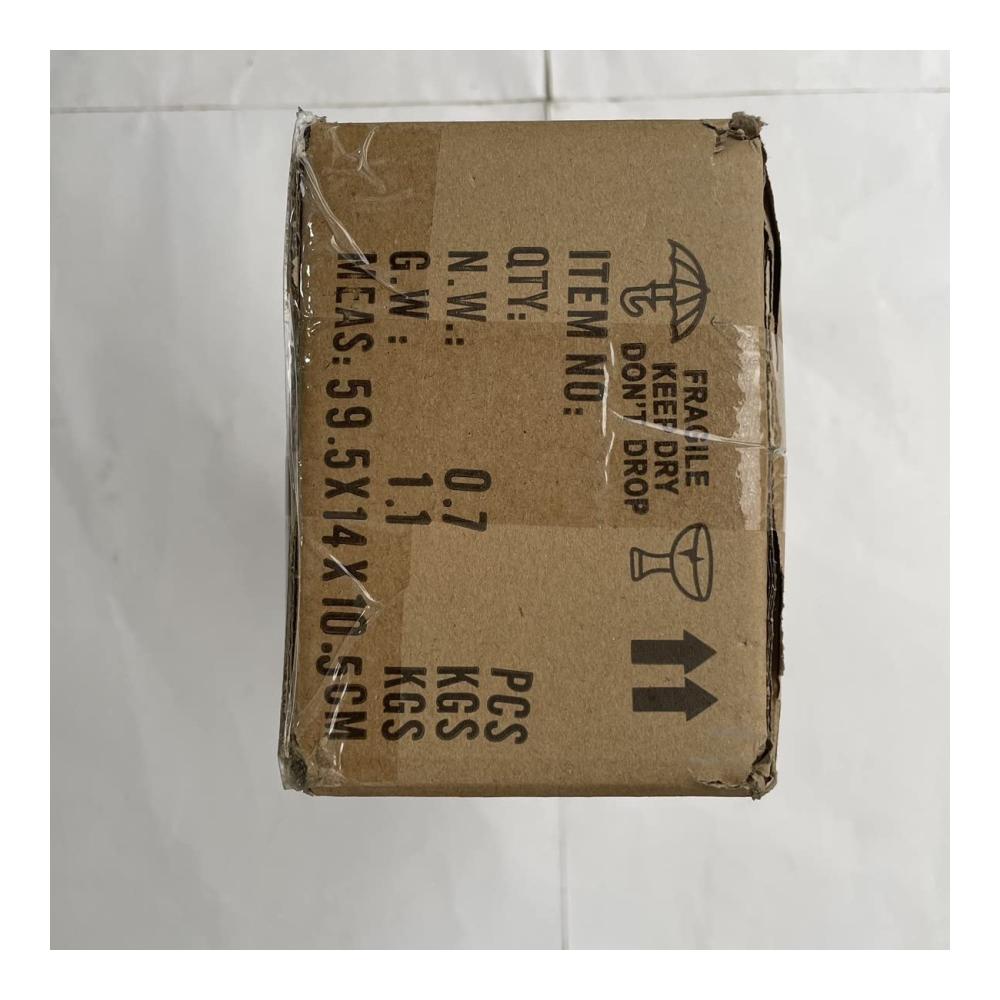 FRAGILE
KEEP DRY
DON'T DROP
ITEM NO:
QTY: PCS
N.W.: 0.7 KGS
G.W.: 1.1 KGS
MEAS: 59.5X14X10.5CM